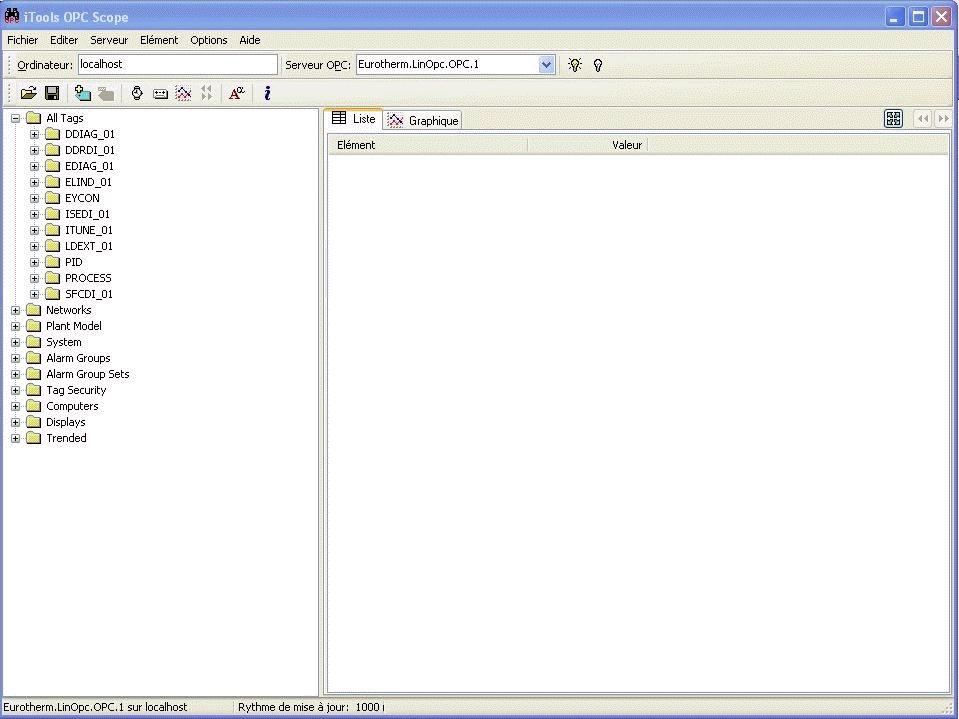 iTools OPC Scope
Fichier Editer Serveur Elément Options Aide
Ordinateur: localhost Serveur OPC: Eurotherm.LinOpc.OPC.1
All Tags
DDIAG_01
DDRDI_01
EDIAG_01
ELIND_01
EYCON
ISEDI_01
ITUNE_01
LDEXT_01
PID
PROCESS
SFCDI_01
Networks
Plant Model
System
Alarm Groups
Alarm Group Sets
Tag Security
Computers
Displays
Trended
Liste Graphique
Elément Valeur
Eurotherm.LinOpc.OPC.1 sur localhost Rythme de mise à jour: 1000